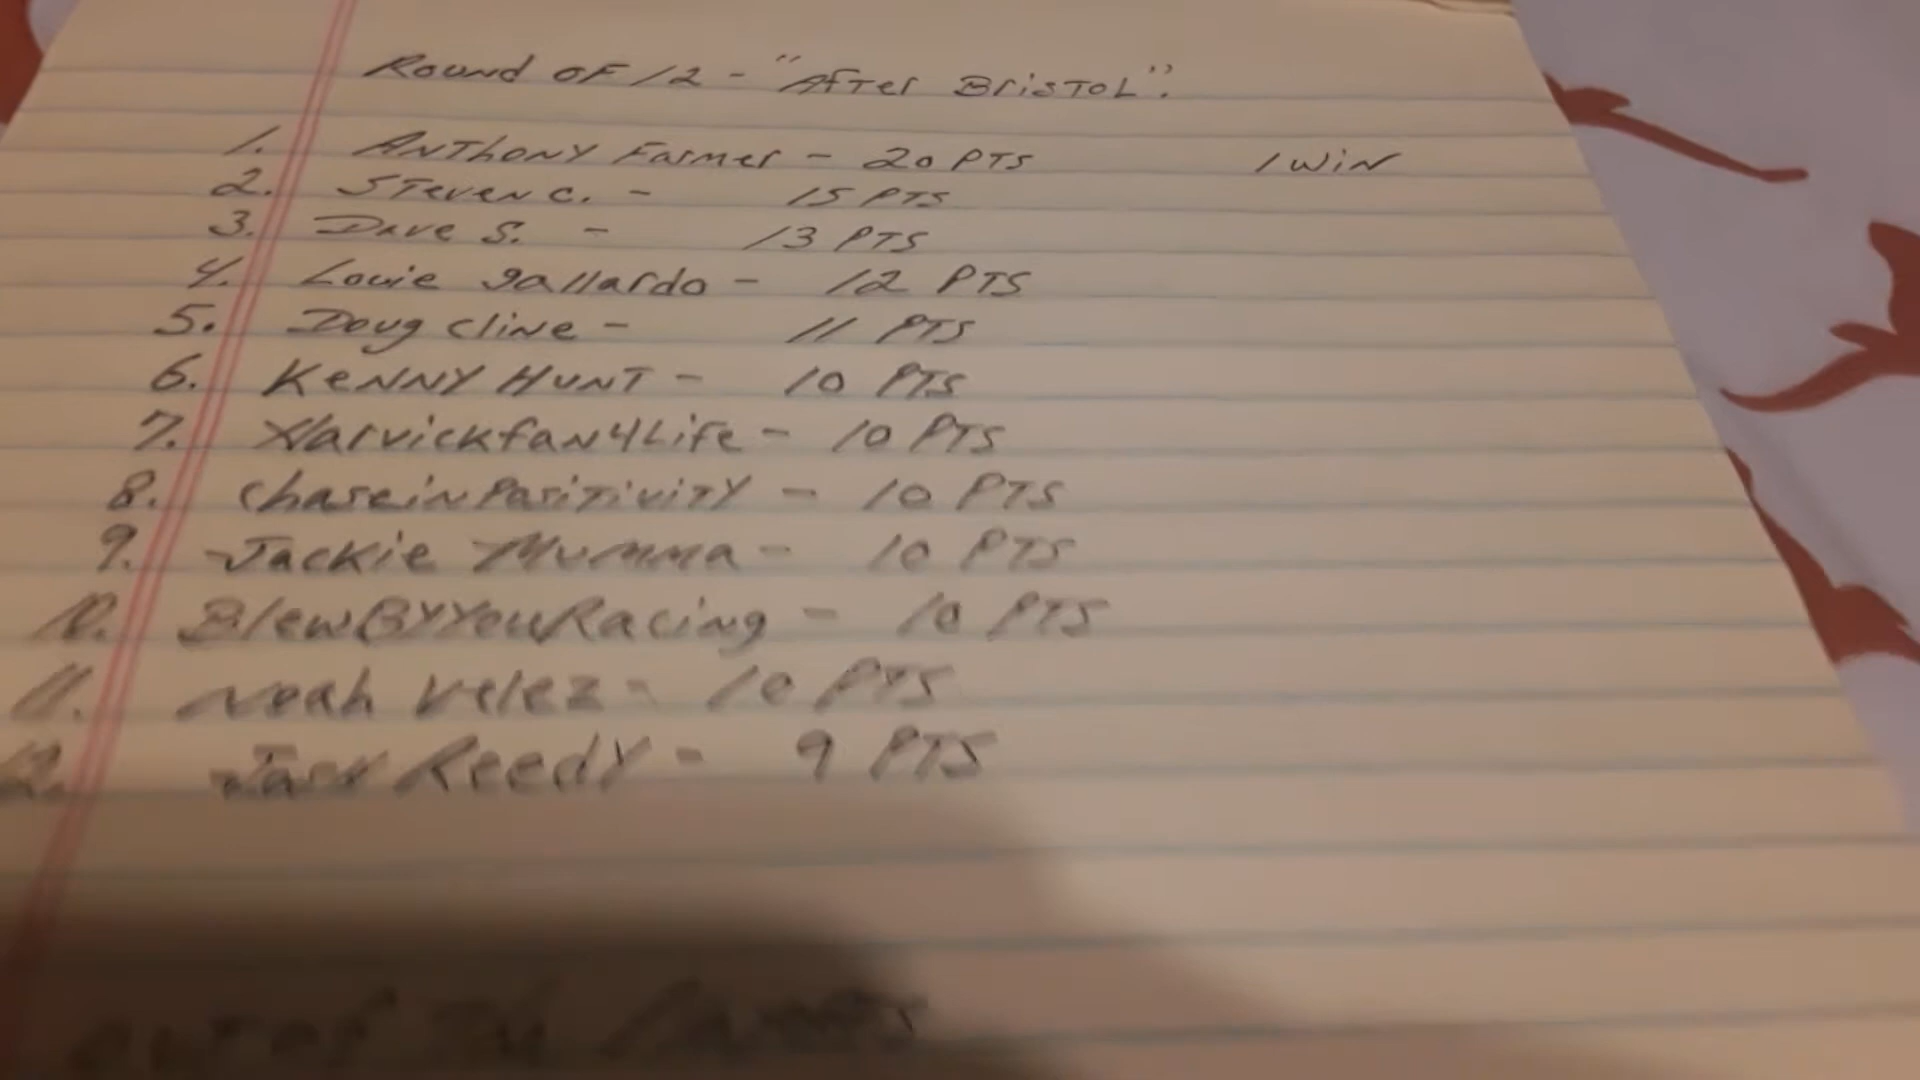 Round OF 12 - "AFTer BrisTOL":
1. ANThONY Farmer - 20 PTS 1 WiN
2. STeveN C. - 15 PTS
3. Dave S. - 13 PTS
4. Louie gallardo - 12 PTS
5. Doug Cline - 11 PTS
6. KeNNY HUNT - 10 PTS
7. XlarvickfaN4Life - 10 PTS
8. ChaseinPasiTiviTY - 10 PTS
9. Jackie Mumma - 10 PTS
10. BlewBYYouRacing - 10 PTS
11. Noah Velez - 10 PTS
12. Jack ReedY - 9 PTS